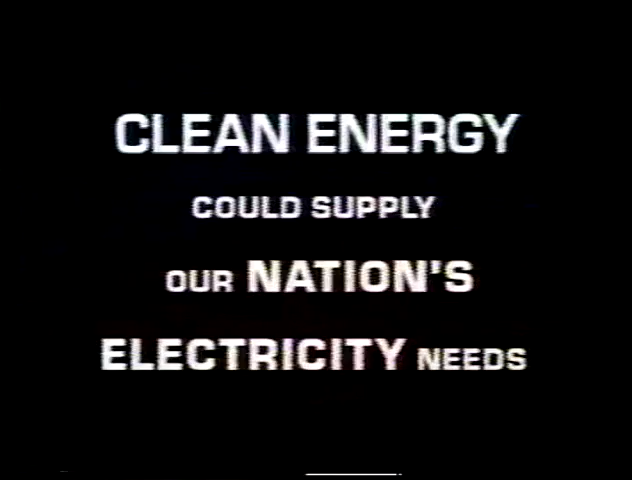 CLEAN ENERGY
COULD SUPPLY
OUR NATION'S
ELECTRICITY NEEDS